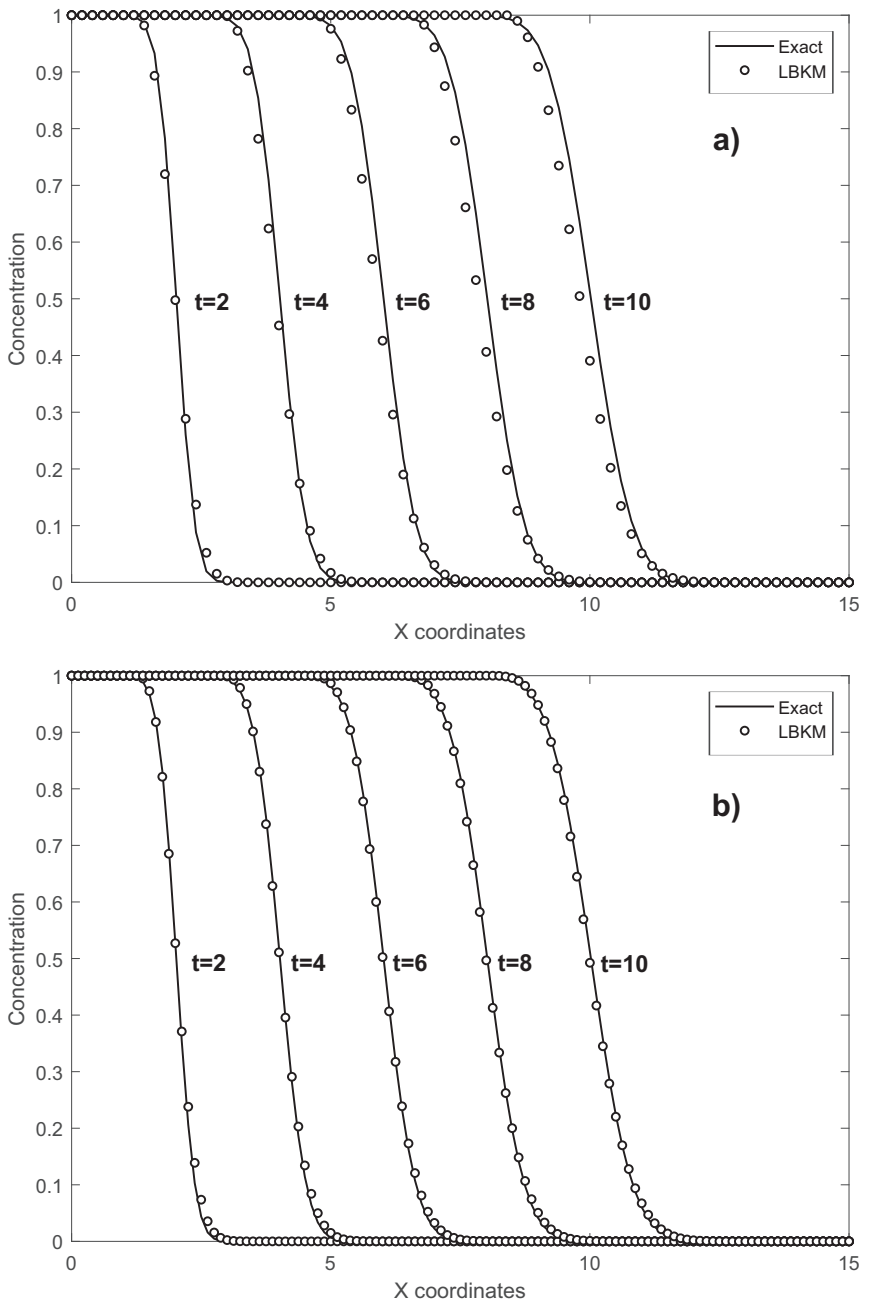 1
0.9
0.8
0.7
0.6
0.5
0.4
0.3
0.2
0.1
0
Concentration
Exact
LBKM
a)
t=2
t=4
t=6
t=8
t=10
0
5
10
15
X coordinates
1
0.9
0.8
0.7
0.6
0.5
0.4
0.3
0.2
0.1
0
Concentration
Exact
LBKM
b)
t=2
t=4
t=6
t=8
t=10
0
5
10
15
X coordinates